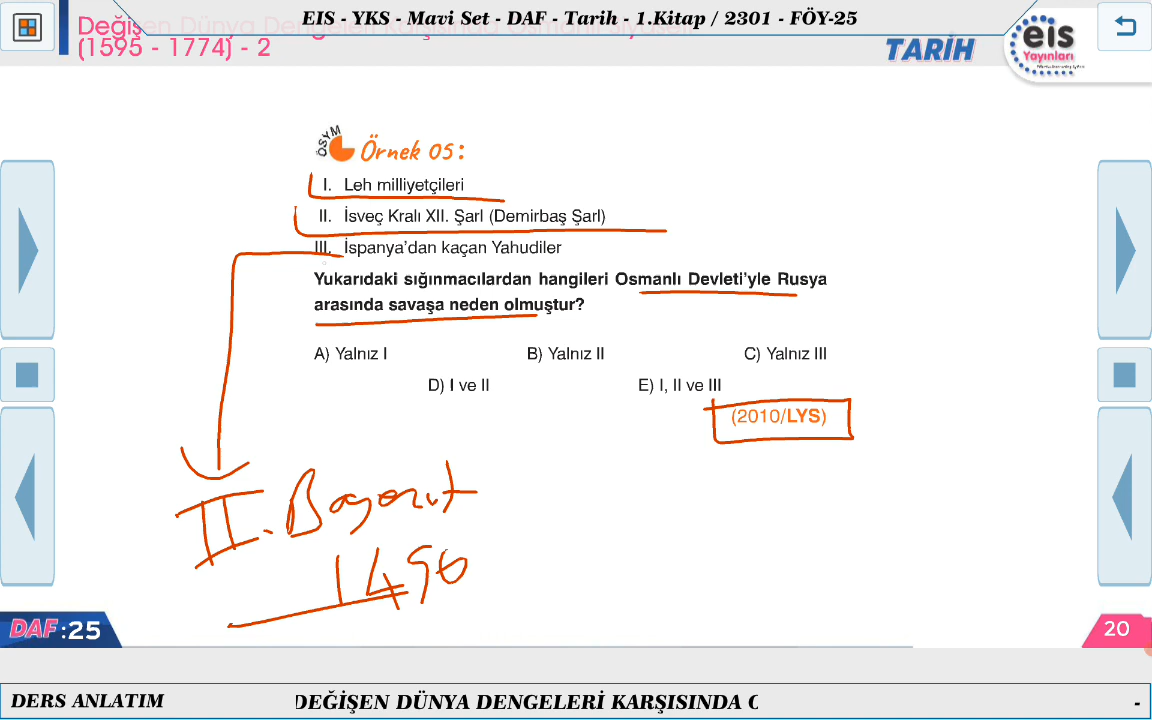 EIS - YKS - Mavi Set - DAF - Tarih - 1.Kitap / 2301 - FÖY-25
Değişen Dünya Dengeleri Karşısında Osmanlı Siyaseti
(1595 - 1774) - 2
TARİH
eis
Yayınları
ÖSYM
Örnek 05:
I. Leh milliyetçileri
II. İsveç Kralı XII. Şarl (Demirbaş Şarl)
III. İspanya'dan kaçan Yahudiler
Yukarıdaki sığınmacılardan hangileri Osmanlı Devleti'yle Rusya
arasında savaşa neden olmuştur?
A) Yalnız I B) Yalnız II C) Yalnız III
D) I ve II E) I, II ve III
(2010/LYS)
II. Bayezıt
1490
DAF:25
20
DERS ANLATIM DEĞİŞEN DÜNYA DENGELERİ KARŞISINDA O -